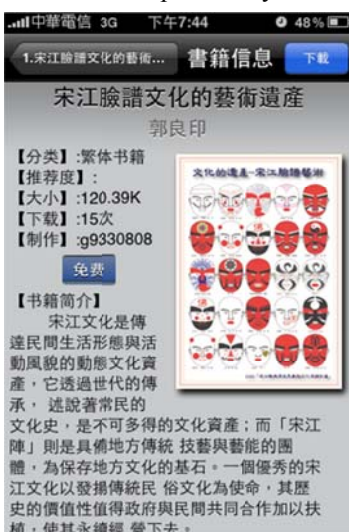 中華電信 3G 下午7:44 48%
1.宋江臉譜文化的藝術... 書籍信息 下載
宋江臉譜文化的藝術遺產
郭良印
【分类】:繁体书籍
【推荐度】:
【大小】:120.39K
【下载】:15次
【制作】:g9330808
免费
文化的遺產-宋江臉譜藝術
【书籍简介】
宋江文化是傳
達民間生活形態與活
動風貌的動態文化資
產，它透過世代的傳
承， 述說著常民的
文化史，是不可多得的文化資產；而「宋江
陣」則是具備地方傳統 技藝與藝能的團
體，為保存地方文化的基石。一個優秀的宋
江文化以發揚傳統民 俗文化為使命，其歷
史的價值性值得政府與民間共同合作加以扶
植，使其永續經 營下去。